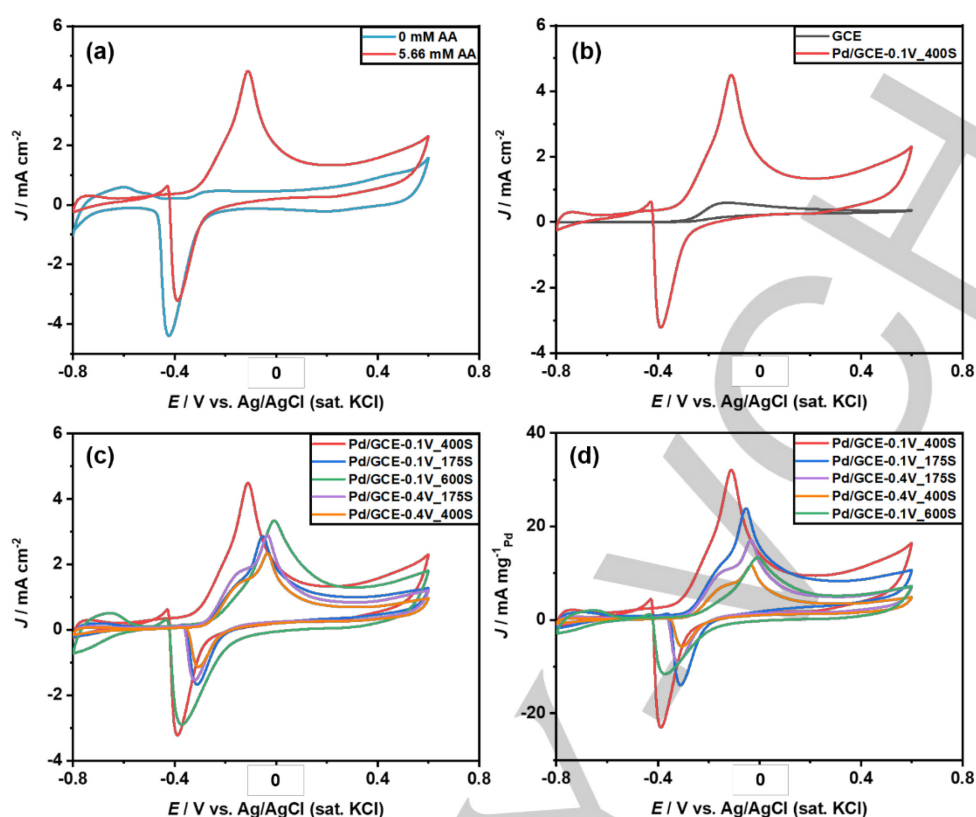 (a)
0 mM AA
5.66 mM AA
J / mA cm⁻²
6
4
2
0
-2
-4
-0.8
-0.4
0
0.4
0.8
E / V vs. Ag/AgCl (sat. KCl)
(b)
GCE
Pd/GCE-0.1V_400S
J / mA cm⁻²
6
4
2
0
-2
-4
-0.8
-0.4
0
0.4
0.8
E / V vs. Ag/AgCl (sat. KCl)
(c)
Pd/GCE-0.1V_400S
Pd/GCE-0.1V_175S
Pd/GCE-0.1V_600S
Pd/GCE-0.4V_175S
Pd/GCE-0.4V_400S
J / mA cm⁻²
6
4
2
0
-2
-4
-0.8
-0.4
0
0.4
0.8
E / V vs. Ag/AgCl (sat. KCl)
(d)
Pd/GCE-0.1V_400S
Pd/GCE-0.1V_175S
Pd/GCE-0.4V_175S
Pd/GCE-0.4V_400S
Pd/GCE-0.1V_600S
J / mA mg⁻¹Pd
40
20
0
-20
-0.8
-0.4
0
0.4
0.8
E / V vs. Ag/AgCl (sat. KCl)